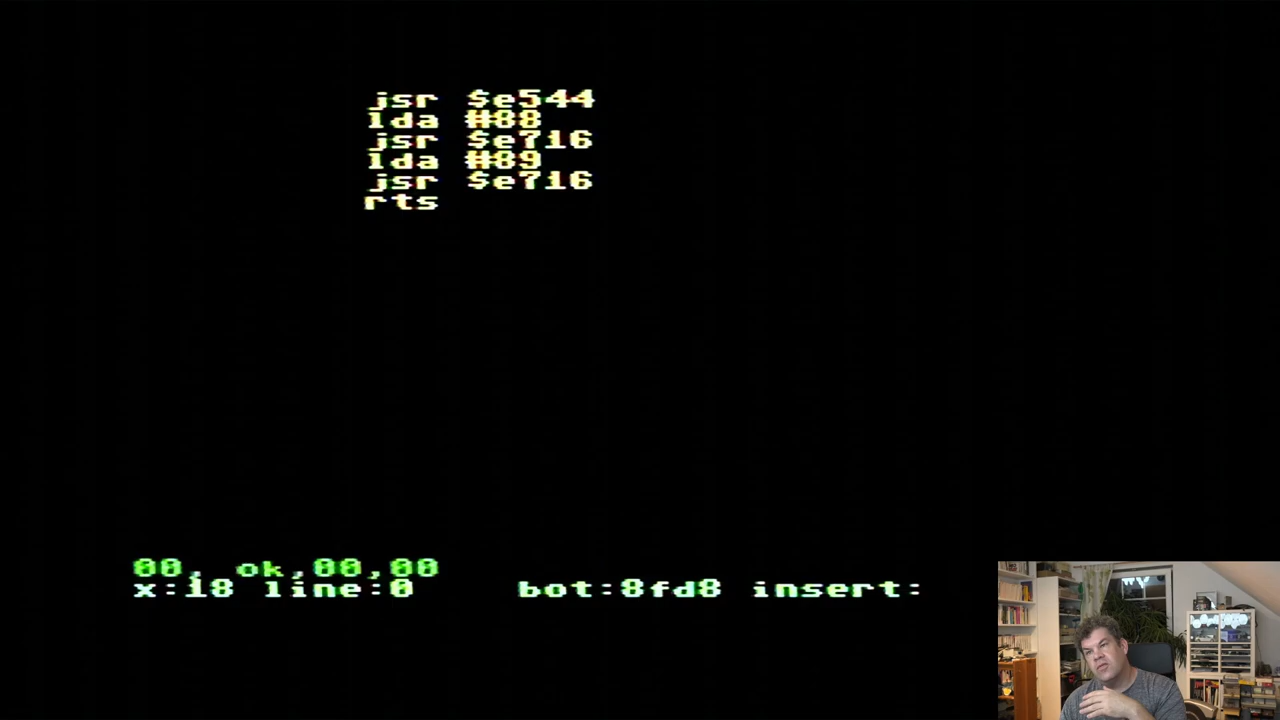 jsr $e544
lda #88
jsr $e716
lda #89
jsr $e716
rts
00, ok,00,00
x:18 line:0 bot:8fd8 insert: